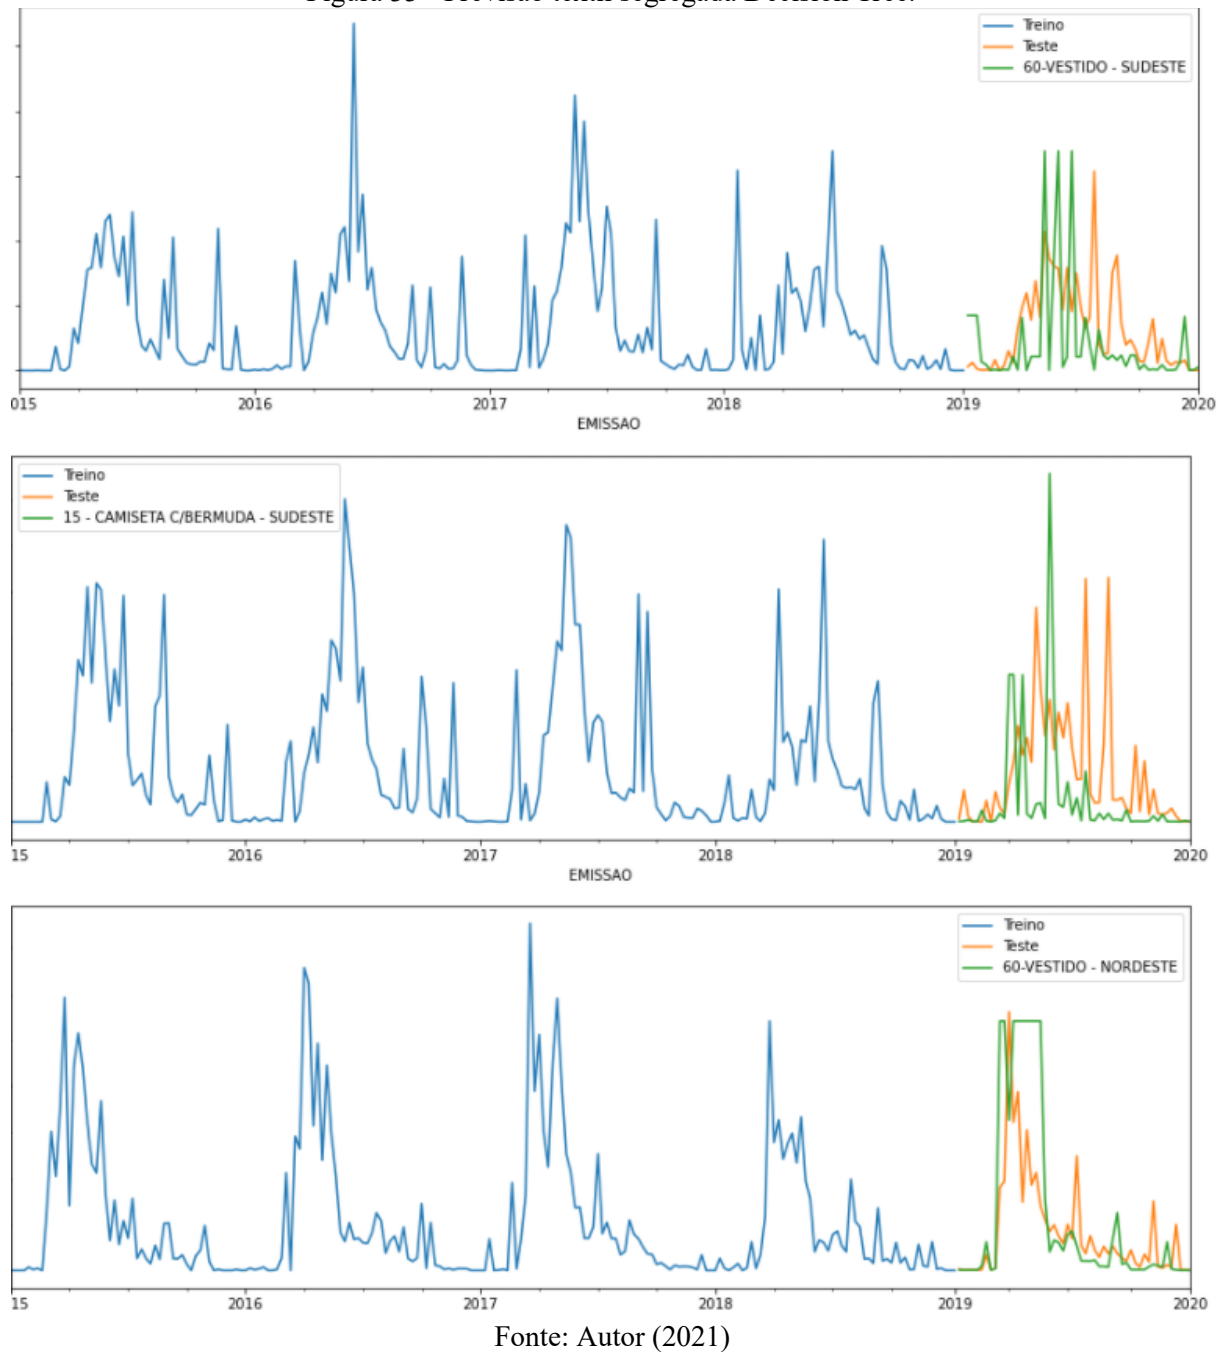 Treino
Teste
60-VESTIDO - SUDESTE
015 2016 2017 2018 2019 2020
EMISSAO
Treino
Teste
15 - CAMISETA C/BERMUDA - SUDESTE
15 2016 2017 2018 2019 2020
EMISSAO
Treino
Teste
60-VESTIDO - NORDESTE
15 2016 2017 2018 2019 2020
Fonte: Autor (2021)